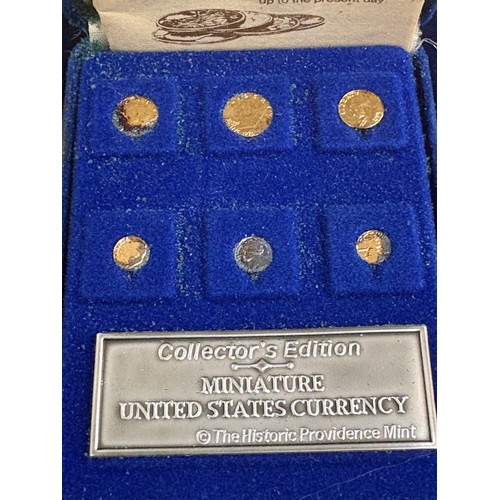 up to the present day
Collector's Edition
MINIATURE
UNITED STATES CURRENCY
© The Historic Providence Mint